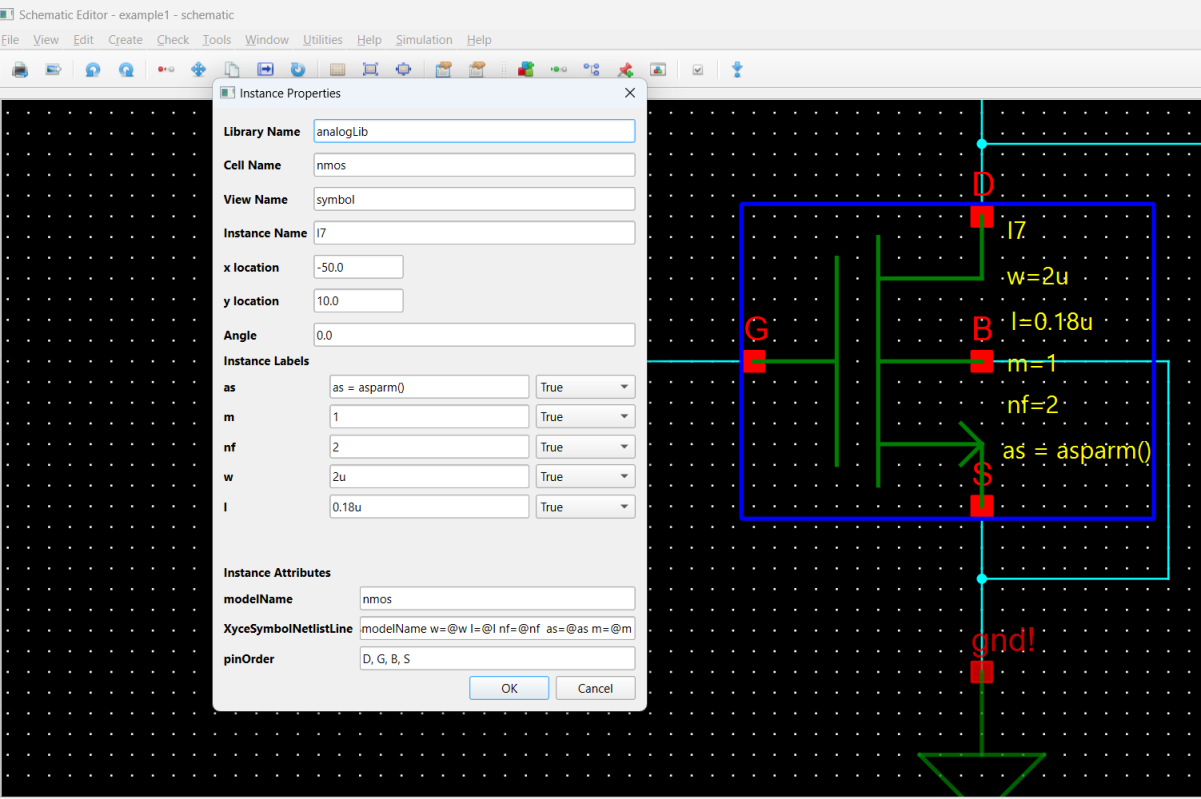 Schematic Editor - example1 - schematic
File View Edit Create Check Tools Window Utilities Help Simulation Help
Instance Properties
Library Name analogLib
Cell Name nmos
View Name symbol
Instance Name I7
x location -50.0
y location 10.0
Angle 0.0
Instance Labels
as as = asparm() True
m 1 True
nf 2 True
w 2u True
l 0.18u True
Instance Attributes
modelName nmos
XyceSymbolNetlistLine modelName w=@w l=@l nf=@nf as=@as m=@m
pinOrder D, G, B, S
OK Cancel
D
I7
w=2u
G
B
l=0.18u
m=1
nf=2
as = asparm()
S
gnd!